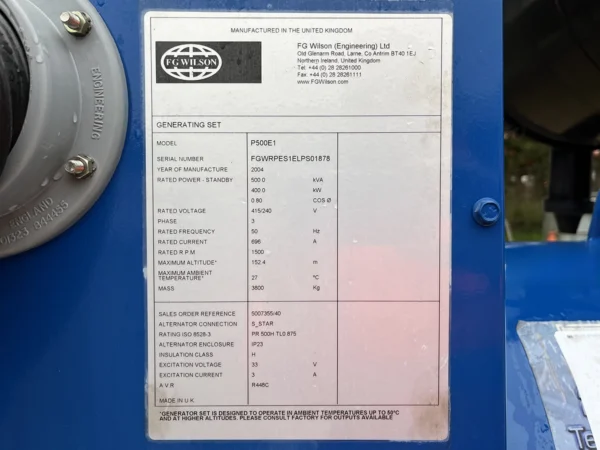 MANUFACTURED IN THE UNITED KINGDOM
FG WILSON
FG Wilson (Engineering) Ltd
Old Glenarm Road, Larne, Co Antrim BT40 1EJ
Northern Ireland, United Kingdom
Tel: +44 (0) 28 28261000
Fax: +44 (0) 28 28261111
www.FGWilson.com
GENERATING SET
MODEL P500E1
SERIAL NUMBER FGWRPES1ELPS01878
YEAR OF MANUFACTURE 2004
RATED POWER - STANDBY 500.0 kVA
400.0 kW
0.80 COS Ø
RATED VOLTAGE 415/240 V
PHASE 3
RATED FREQUENCY 50 Hz
RATED CURRENT 696 A
RATED R.P.M. 1500
MAXIMUM ALTITUDE* 152.4 m
MAXIMUM AMBIENT
TEMPERATURE* 27 °C
MASS 3800 Kg
SALES ORDER REFERENCE 5007355/40
ALTERNATOR CONNECTION S_STAR
RATING ISO 8528-3 PR 500H TL0.875
ALTERNATOR ENCLOSURE IP23
INSULATION CLASS H
EXCITATION VOLTAGE 33 V
EXCITATION CURRENT 3 A
A.V.R R448C
MADE IN U.K.
*GENERATOR SET IS DESIGNED TO OPERATE IN AMBIENT TEMPERATURES UP TO 50°C
AND AT HIGHER ALTITUDES. PLEASE CONSULT FACTORY FOR OUTPUTS AVAILABLE
ENGINEERING
ENGLAND
Te